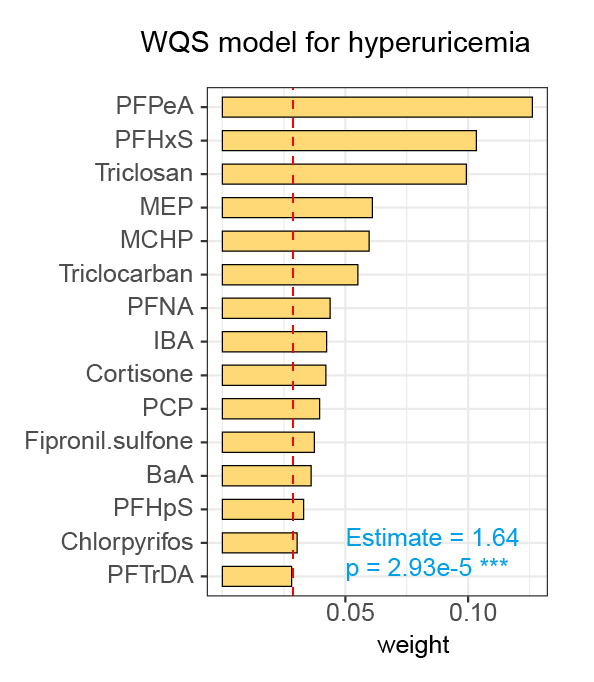 WQS model for hyperuricemia
PFPeA
PFHxS
Triclosan
MEP
MCHP
Triclocarban
PFNA
IBA
Cortisone
PCP
Fipronil.sulfone
BaA
PFHpS
Chlorpyrifos
PFTrDA
Estimate = 1.64
p = 2.93e-5 ***
0.05 0.10
weight